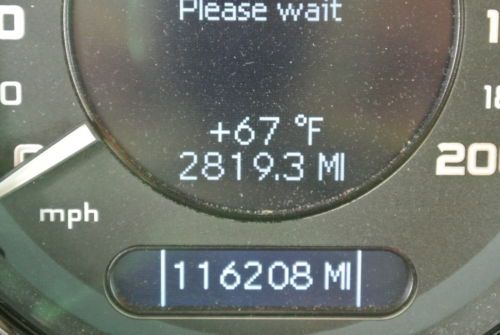 Please wait
+67 °F
2819.3 MI
mph
116208 MI